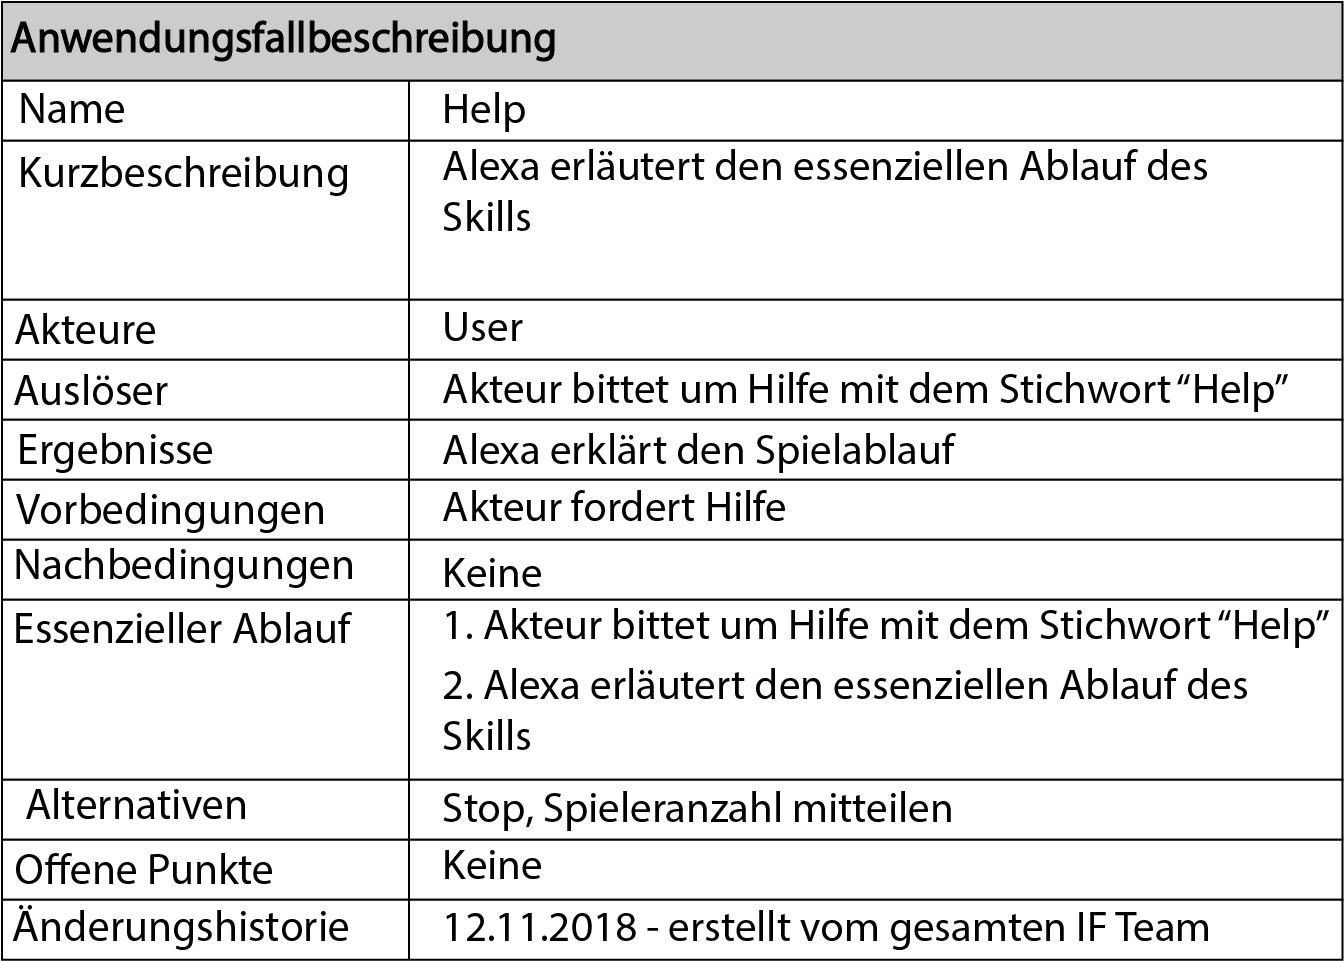 Anwendungsfallbeschreibung
Name
Help
Kurzbeschreibung
Alexa erläutert den essenziellen Ablauf des
Skills
Akteure
User
Auslöser
Akteur bittet um Hilfe mit dem Stichwort “Help”
Ergebnisse
Alexa erklärt den Spielablauf
Vorbedingungen
Akteur fordert Hilfe
Nachbedingungen
Keine
Essenzieller Ablauf
1. Akteur bittet um Hilfe mit dem Stichwort “Help”
2. Alexa erläutert den essenziellen Ablauf des
Skills
Alternativen
Stop, Spieleranzahl mitteilen
Offene Punkte
Keine
Änderungshistorie
12.11.2018 - erstellt vom gesamten IF Team